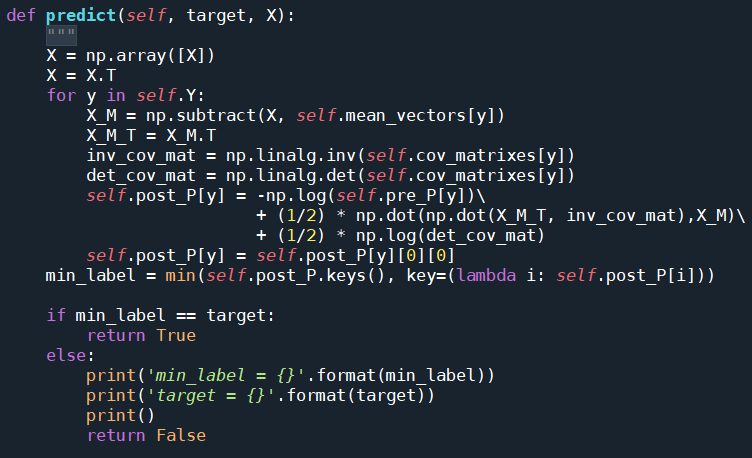 def predict(self, target, X):
    """
    X = np.array([X])
    X = X.T
    for y in self.Y:
        X_M = np.subtract(X, self.mean_vectors[y])
        X_M_T = X_M.T
        inv_cov_mat = np.linalg.inv(self.cov_matrixes[y])
        det_cov_mat = np.linalg.det(self.cov_matrixes[y])
        self.post_P[y] = -np.log(self.pre_P[y])\
                         + (1/2) * np.dot(np.dot(X_M_T, inv_cov_mat),X_M)\
                         + (1/2) * np.log(det_cov_mat)
        self.post_P[y] = self.post_P[y][0][0]
    min_label = min(self.post_P.keys(), key=(lambda i: self.post_P[i]))

    if min_label == target:
        return True
    else:
        print('min_label = {}'.format(min_label))
        print('target = {}'.format(target))
        print()
        return False